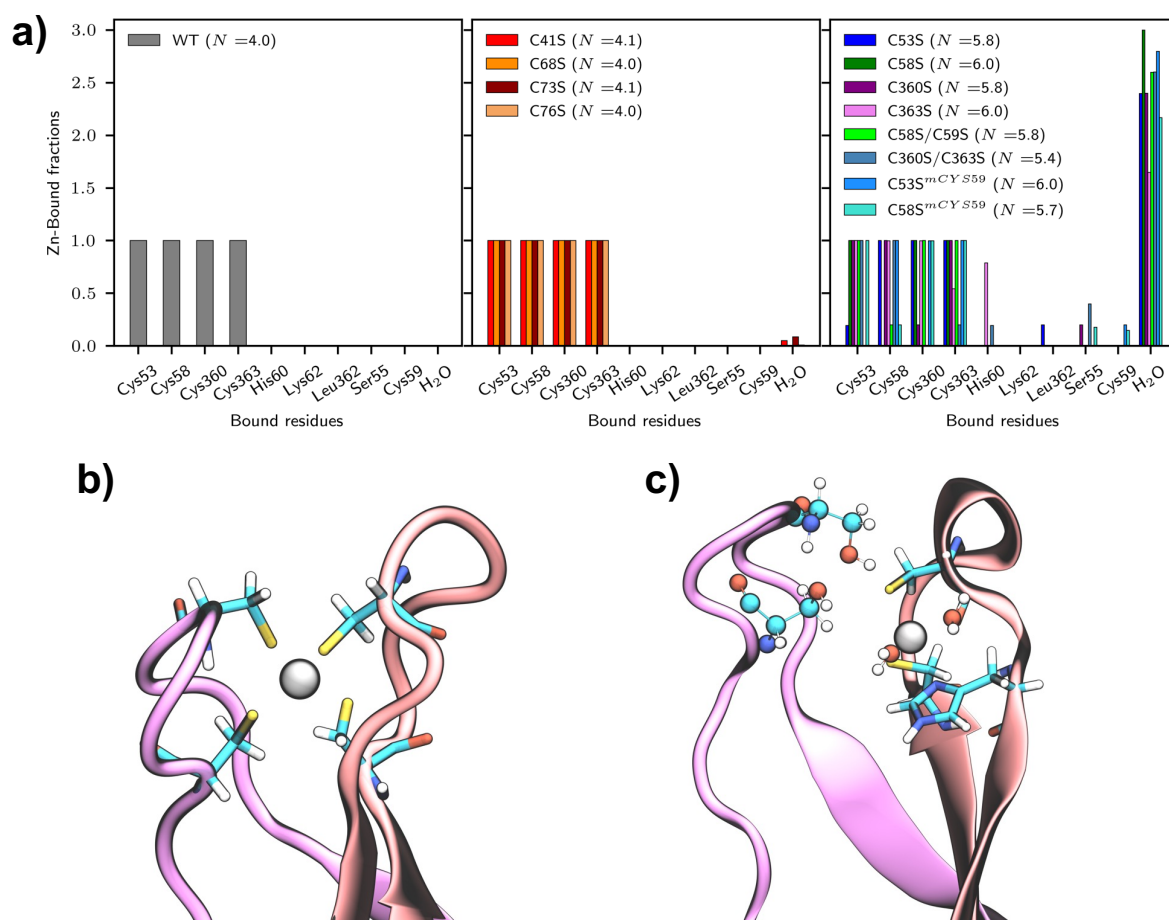 a)
Zn-Bound fractions
3.0
2.5
2.0
1.5
1.0
0.5
0.0
WT (N =4.0)
Cys53 Cys58 Cys360 Cys363 His60 Lys62 Leu362 Ser55 Cys59 H₂O
Bound residues
C41S (N =4.1)
C68S (N =4.0)
C73S (N =4.1)
C76S (N =4.0)
Cys53 Cys58 Cys360 Cys363 His60 Lys62 Leu362 Ser55 Cys59 H₂O
Bound residues
C53S (N =5.8)
C58S (N =6.0)
C360S (N =5.8)
C363S (N =6.0)
C58S/C59S (N =5.8)
C360S/C363S (N =5.4)
C53S^mCYS59 (N =6.0)
C58S^mCYS59 (N =5.7)
Cys53 Cys58 Cys360 Cys363 His60 Lys62 Leu362 Ser55 Cys59 H₂O
Bound residues
b)
c)